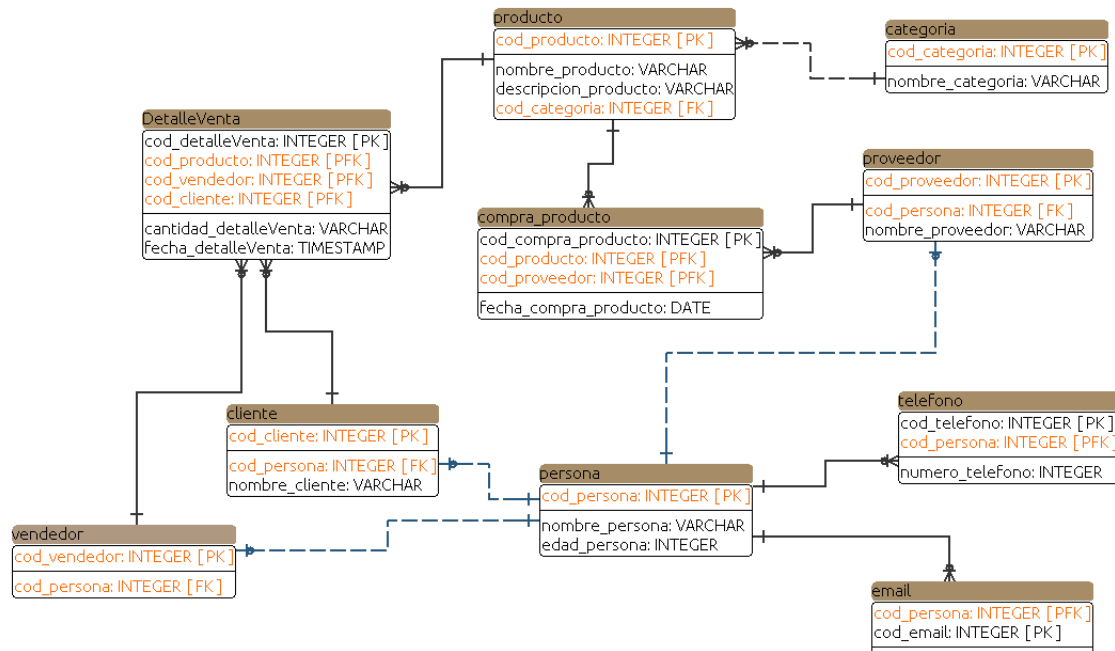 producto
cod_producto: INTEGER [PK]
nombre_producto: VARCHAR
descripcion_producto: VARCHAR
cod_categoria: INTEGER [FK]
categoria
cod_categoria: INTEGER [PK]
nombre_categoria: VARCHAR
DetalleVenta
cod_detalleVenta: INTEGER [PK]
cod_producto: INTEGER [PFK]
cod_vendedor: INTEGER [PFK]
cod_cliente: INTEGER [PFK]
cantidad_detalleVenta: VARCHAR
fecha_detalleVenta: TIMESTAMP
proveedor
cod_proveedor: INTEGER [PK]
cod_persona: INTEGER [FK]
nombre_proveedor: VARCHAR
compra_producto
cod_compra_producto: INTEGER [PK]
cod_producto: INTEGER [PFK]
cod_proveedor: INTEGER [PFK]
fecha_compra_producto: DATE
cliente
cod_cliente: INTEGER [PK]
cod_persona: INTEGER [FK]
nombre_cliente: VARCHAR
telefono
cod_telefono: INTEGER [PK]
cod_persona: INTEGER [PFK]
numero_telefono: INTEGER
persona
cod_persona: INTEGER [PK]
nombre_persona: VARCHAR
edad_persona: INTEGER
vendedor
cod_vendedor: INTEGER [PK]
cod_persona: INTEGER [FK]
email
cod_persona: INTEGER [PFK]
cod_email: INTEGER [PK]